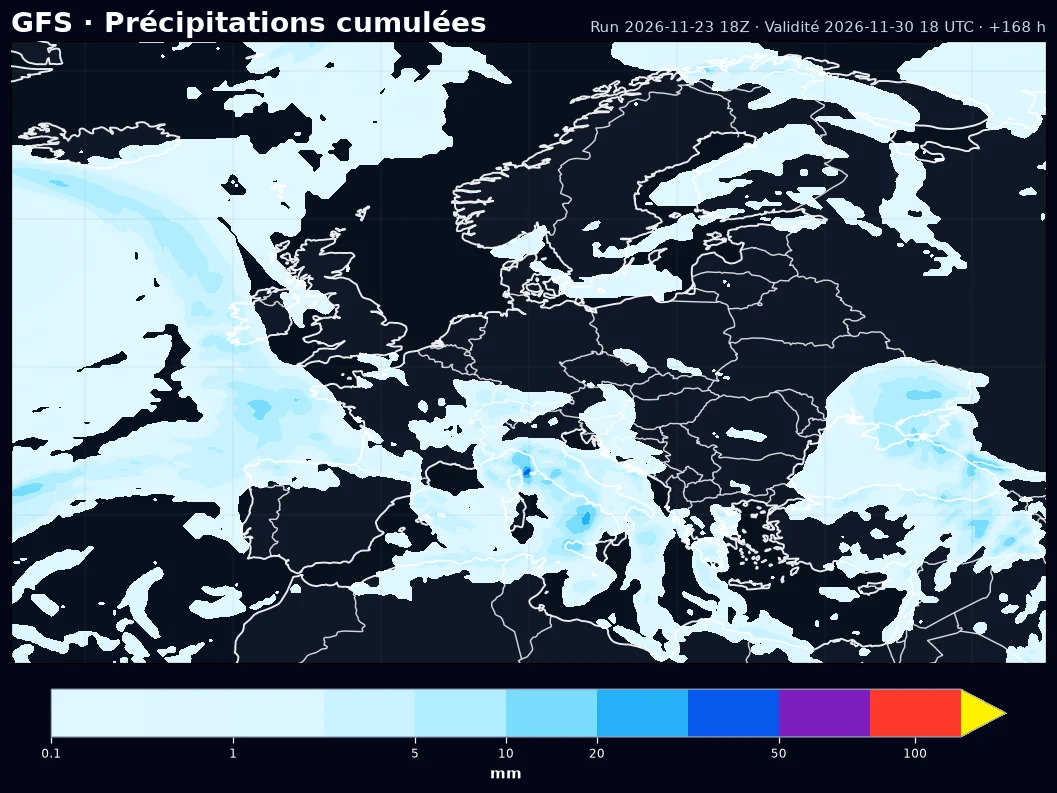 GFS · Précipitations cumulées
Run 2026-11-23 18Z · Validité 2026-11-30 18 UTC · +168 h
0.1 1 5 10 20 50 100
mm